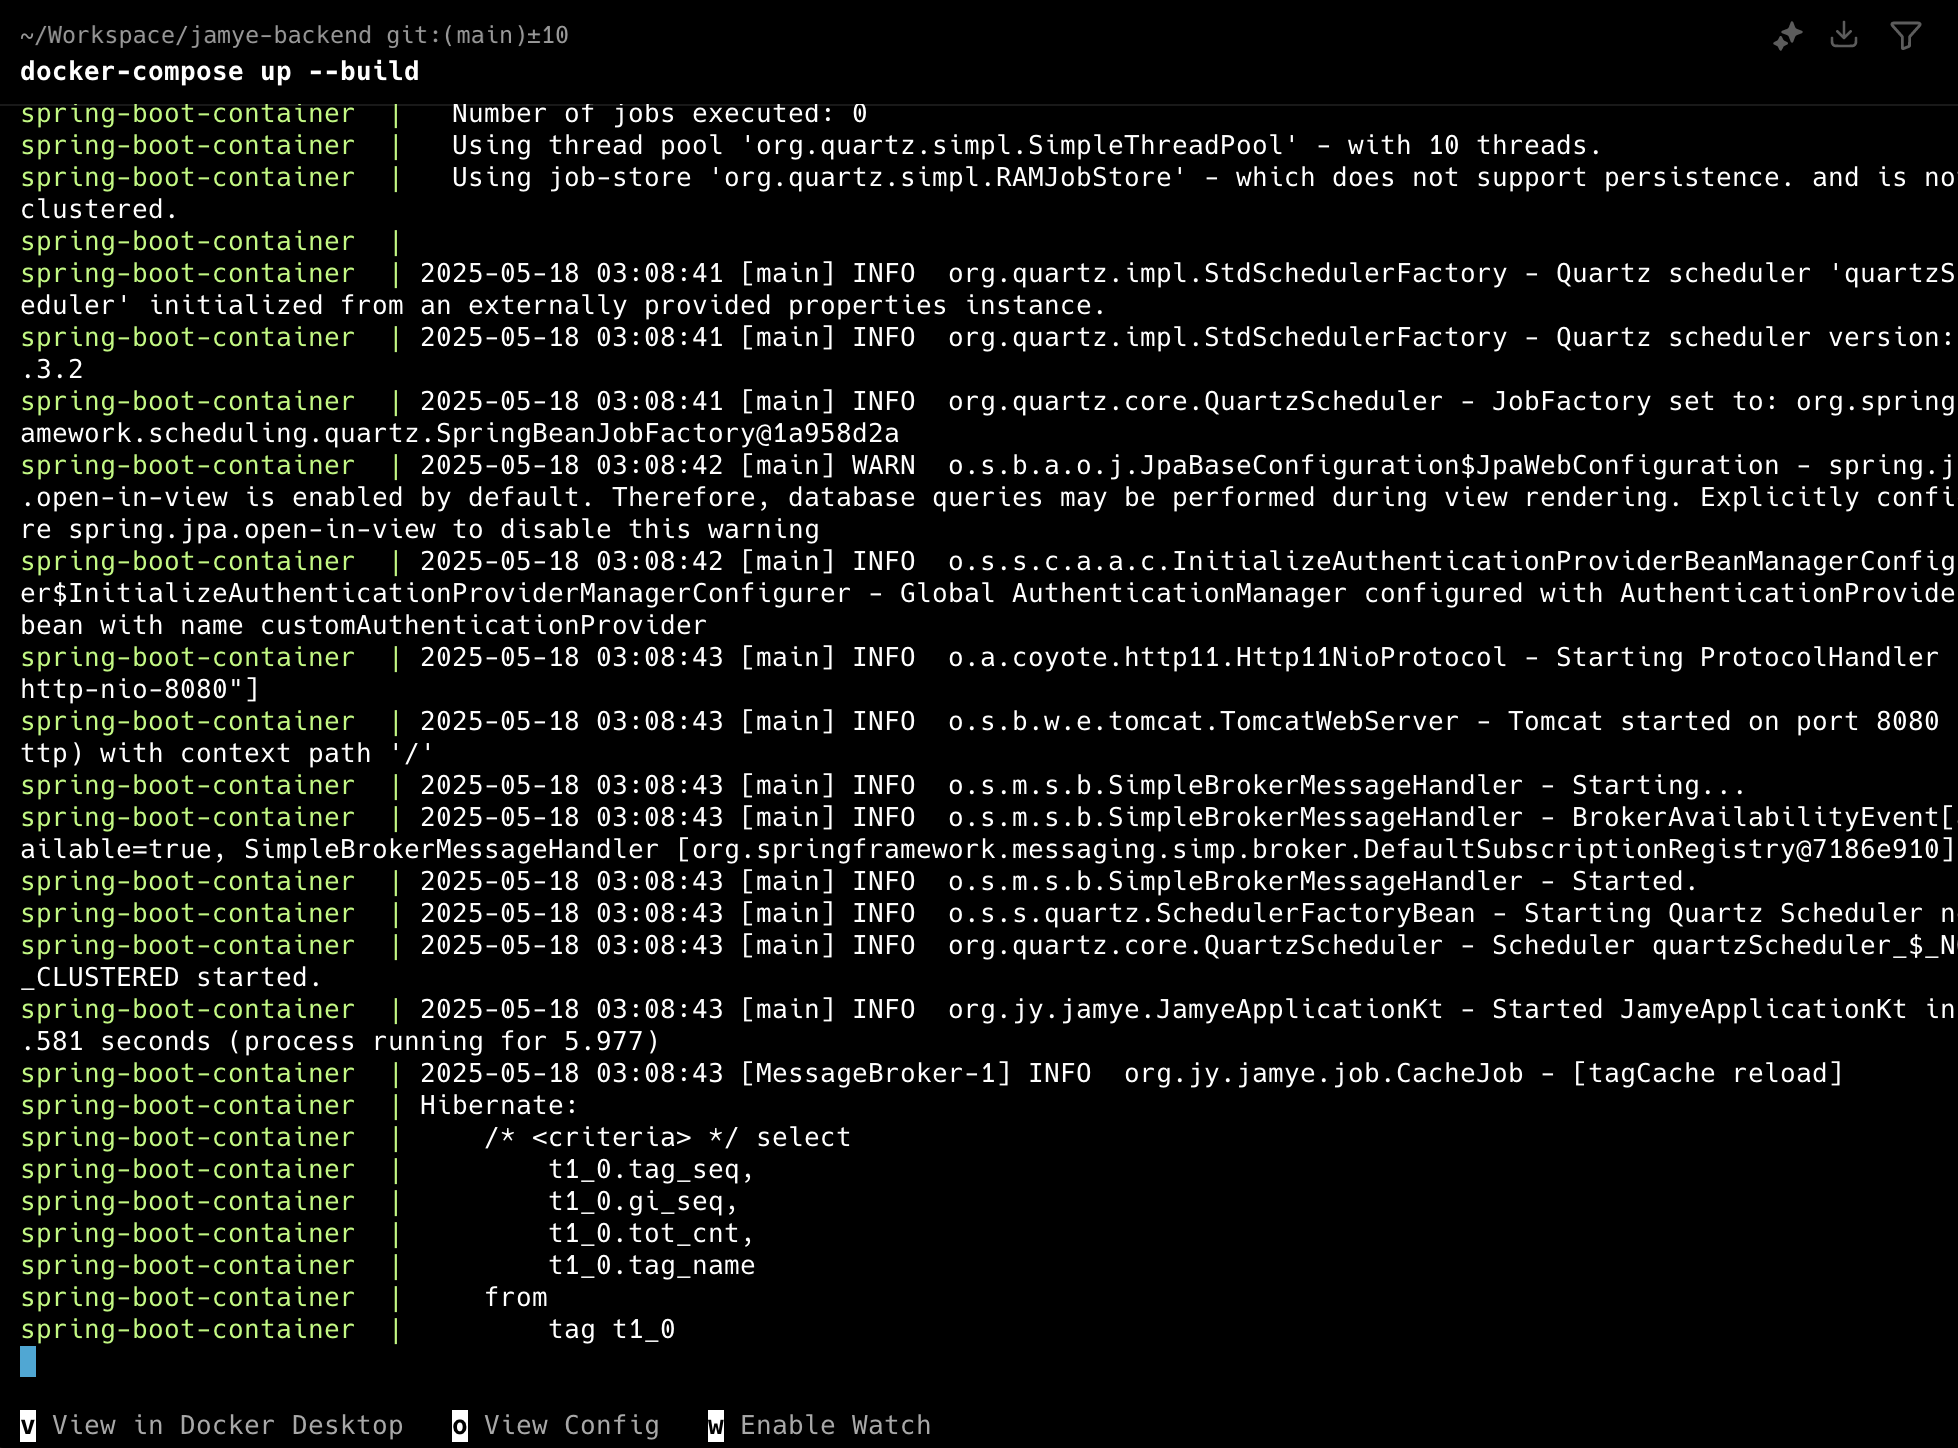 ~/Workspace/jamye-backend git:(main)±10
docker-compose up --build
spring-boot-container  |   Number of jobs executed: 0
spring-boot-container  |   Using thread pool 'org.quartz.simpl.SimpleThreadPool' - with 10 threads.
spring-boot-container  |   Using job-store 'org.quartz.simpl.RAMJobStore' - which does not support persistence. and is no
clustered.
spring-boot-container  |
spring-boot-container  | 2025-05-18 03:08:41 [main] INFO  org.quartz.impl.StdSchedulerFactory - Quartz scheduler 'quartzS
eduler' initialized from an externally provided properties instance.
spring-boot-container  | 2025-05-18 03:08:41 [main] INFO  org.quartz.impl.StdSchedulerFactory - Quartz scheduler version:
.3.2
spring-boot-container  | 2025-05-18 03:08:41 [main] INFO  org.quartz.core.QuartzScheduler - JobFactory set to: org.spring
amework.scheduling.quartz.SpringBeanJobFactory@1a958d2a
spring-boot-container  | 2025-05-18 03:08:42 [main] WARN  o.s.b.a.o.j.JpaBaseConfiguration$JpaWebConfiguration - spring.j
.open-in-view is enabled by default. Therefore, database queries may be performed during view rendering. Explicitly confi
re spring.jpa.open-in-view to disable this warning
spring-boot-container  | 2025-05-18 03:08:42 [main] INFO  o.s.s.c.a.a.c.InitializeAuthenticationProviderBeanManagerConfig
er$InitializeAuthenticationProviderManagerConfigurer - Global AuthenticationManager configured with AuthenticationProvide
bean with name customAuthenticationProvider
spring-boot-container  | 2025-05-18 03:08:43 [main] INFO  o.a.coyote.http11.Http11NioProtocol - Starting ProtocolHandler
http-nio-8080"]
spring-boot-container  | 2025-05-18 03:08:43 [main] INFO  o.s.b.w.e.tomcat.TomcatWebServer - Tomcat started on port 8080
ttp) with context path '/'
spring-boot-container  | 2025-05-18 03:08:43 [main] INFO  o.s.m.s.b.SimpleBrokerMessageHandler - Starting...
spring-boot-container  | 2025-05-18 03:08:43 [main] INFO  o.s.m.s.b.SimpleBrokerMessageHandler - BrokerAvailabilityEvent[
ailable=true, SimpleBrokerMessageHandler [org.springframework.messaging.simp.broker.DefaultSubscriptionRegistry@7186e910]
spring-boot-container  | 2025-05-18 03:08:43 [main] INFO  o.s.m.s.b.SimpleBrokerMessageHandler - Started.
spring-boot-container  | 2025-05-18 03:08:43 [main] INFO  o.s.s.quartz.SchedulerFactoryBean - Starting Quartz Scheduler n
spring-boot-container  | 2025-05-18 03:08:43 [main] INFO  org.quartz.core.QuartzScheduler - Scheduler quartzScheduler_$_N
_CLUSTERED started.
spring-boot-container  | 2025-05-18 03:08:43 [main] INFO  org.jy.jamye.JamyeApplicationKt - Started JamyeApplicationKt in
.581 seconds (process running for 5.977)
spring-boot-container  | 2025-05-18 03:08:43 [MessageBroker-1] INFO  org.jy.jamye.job.CacheJob - [tagCache reload]
spring-boot-container  | Hibernate:
spring-boot-container  |     /* <criteria> */ select
spring-boot-container  |         t1_0.tag_seq,
spring-boot-container  |         t1_0.gi_seq,
spring-boot-container  |         t1_0.tot_cnt,
spring-boot-container  |         t1_0.tag_name
spring-boot-container  |     from
spring-boot-container  |         tag t1_0
v View in Docker Desktop   o View Config   w Enable Watch